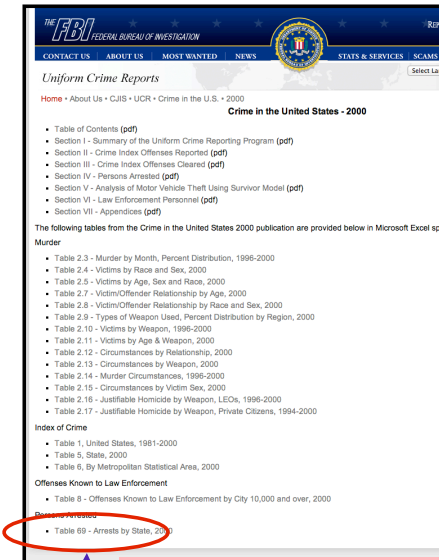 THE
FBI FEDERAL BUREAU OF INVESTIGATION
CONTACT US ABOUT US MOST WANTED NEWS STATS & SERVICES SCAMS
Uniform Crime Reports
Home • About Us • CJIS • UCR • Crime in the U.S. • 2000
Crime in the United States - 2000
Table of Contents (pdf)
Section I - Summary of the Uniform Crime Reporting Program (pdf)
Section II - Crime Index Offenses Reported (pdf)
Section III - Crime Index Offenses Cleared (pdf)
Section IV - Persons Arrested (pdf)
Section V - Analysis of Motor Vehicle Theft Using Survivor Model (pdf)
Section VI - Law Enforcement Personnel (pdf)
Section VII - Appendices (pdf)
The following tables from the Crime in the United States 2000 publication are provided below in Microsoft Excel sp
Murder
Table 2.3 - Murder by Month, Percent Distribution, 1996-2000
Table 2.4 - Victims by Race and Sex, 2000
Table 2.5 - Victims by Age, Sex and Race, 2000
Table 2.7 - Victim/Offender Relationship by Age, 2000
Table 2.8 - Victim/Offender Relationship by Race and Sex, 2000
Table 2.9 - Types of Weapon Used, Percent Distribution by Region, 2000
Table 2.10 - Victims by Weapon, 1996-2000
Table 2.11 - Victims by Age & Weapon, 2000
Table 2.12 - Circumstances by Relationship, 2000
Table 2.13 - Circumstances by Weapon, 2000
Table 2.14 - Murder Circumstances, 1996-2000
Table 2.15 - Circumstances by Victim Sex, 2000
Table 2.16 - Justifiable Homicide by Weapon, LEOs, 1996-2000
Table 2.17 - Justifiable Homicide by Weapon, Private Citizens, 1994-2000
Index of Crime
Table 1, United States, 1981-2000
Table 5, State, 2000
Table 6, By Metropolitan Statistical Area, 2000
Offenses Known to Law Enforcement
Table 8 - Offenses Known to Law Enforcement by City 10,000 and over, 2000
Persons Arrested
Table 69 - Arrests by State, 2000